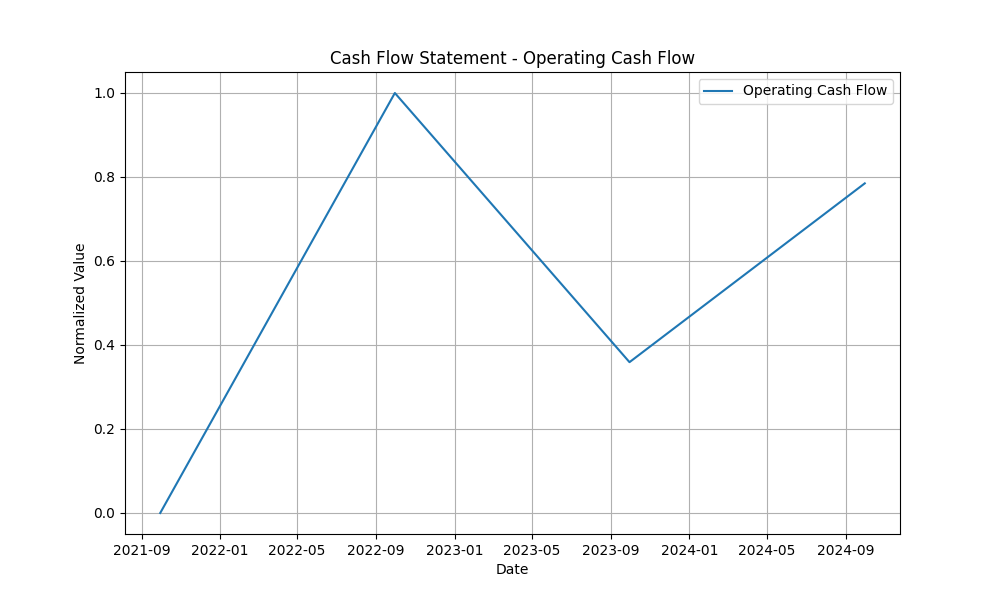 Cash Flow Statement - Operating Cash Flow
Operating Cash Flow
1.0
0.8
0.6
0.4
0.2
0.0
Normalized Value
2021-09 2022-01 2022-05 2022-09 2023-01 2023-05 2023-09 2024-01 2024-05 2024-09
Date